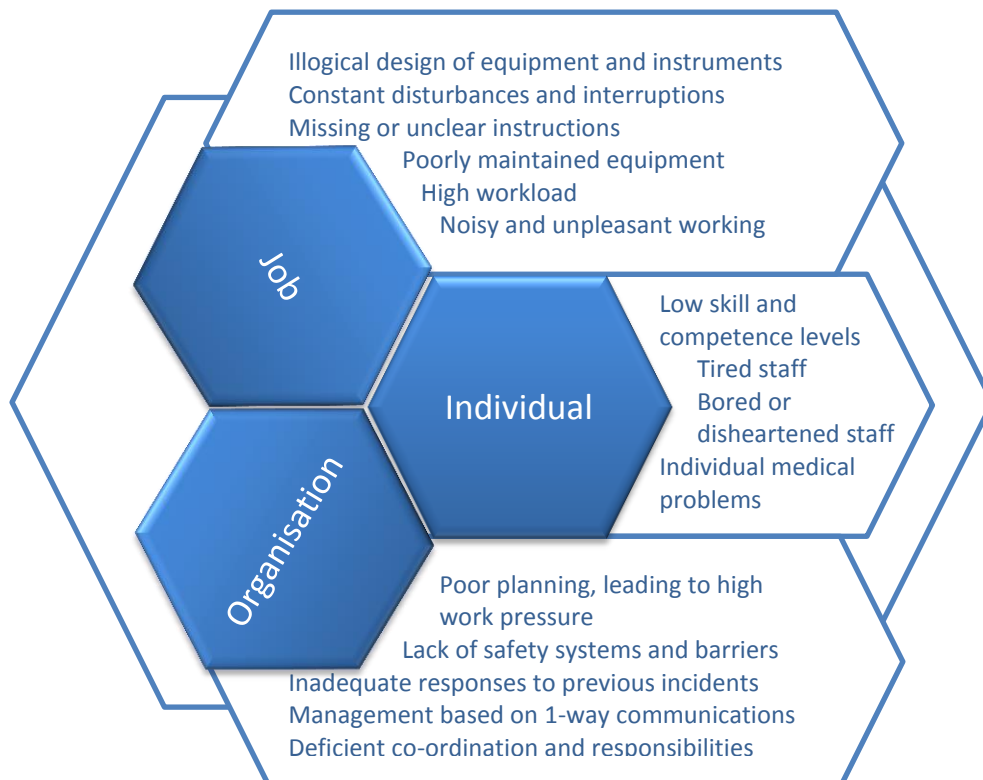 Illogical design of equipment and instruments
Constant disturbances and interruptions
Missing or unclear instructions
Poorly maintained equipment
High workload
Noisy and unpleasant working
Job
Individual
Low skill and
competence levels
Tired staff
Bored or
disheartened staff
Individual medical
problems
Organisation
Poor planning, leading to high
work pressure
Lack of safety systems and barriers
Inadequate responses to previous incidents
Management based on 1-way communications
Deficient co-ordination and responsibilities